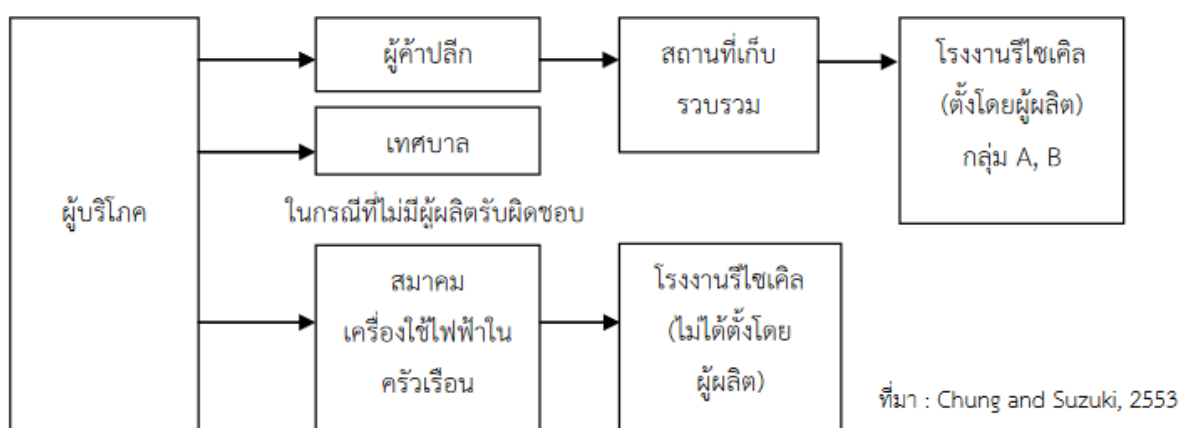 ผู้บริโภค
ผู้ค้าปลีก
สถานที่เก็บ
รวบรวม
โรงงานรีไซเคิล
(ตั้งโดยผู้ผลิต)
กลุ่ม A, B
เทศบาล
ในกรณีที่ไม่มีผู้ผลิตรับผิดชอบ
สมาคม
เครื่องใช้ไฟฟ้าใน
ครัวเรือน
โรงงานรีไซเคิล
(ไม่ได้ตั้งโดย
ผู้ผลิต)
ที่มา : Chung and Suzuki, 2553